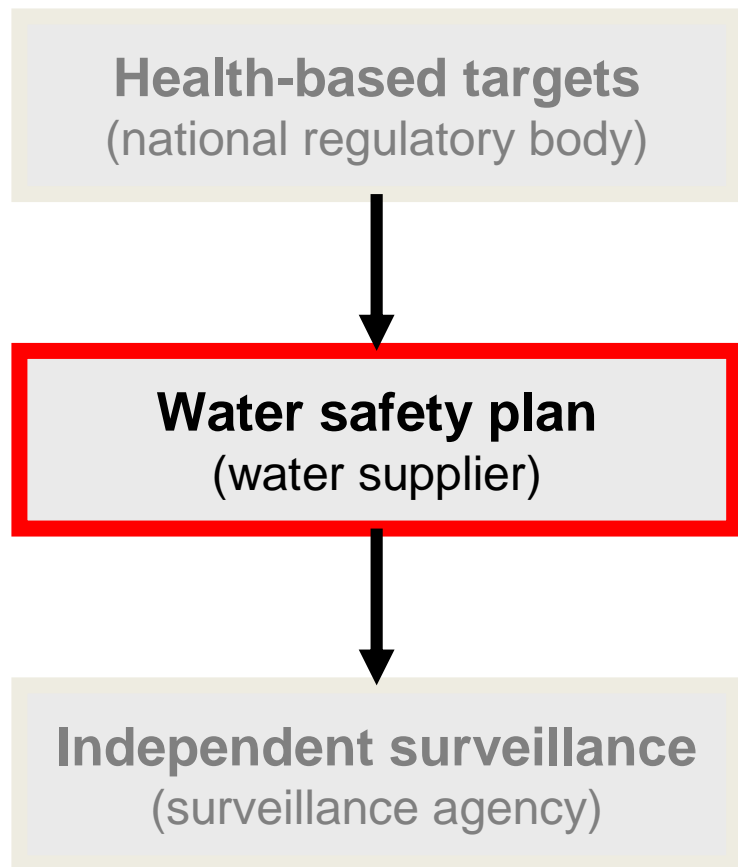 Health-based targets
(national regulatory body)
Water safety plan
(water supplier)
Independent surveillance
(surveillance agency)